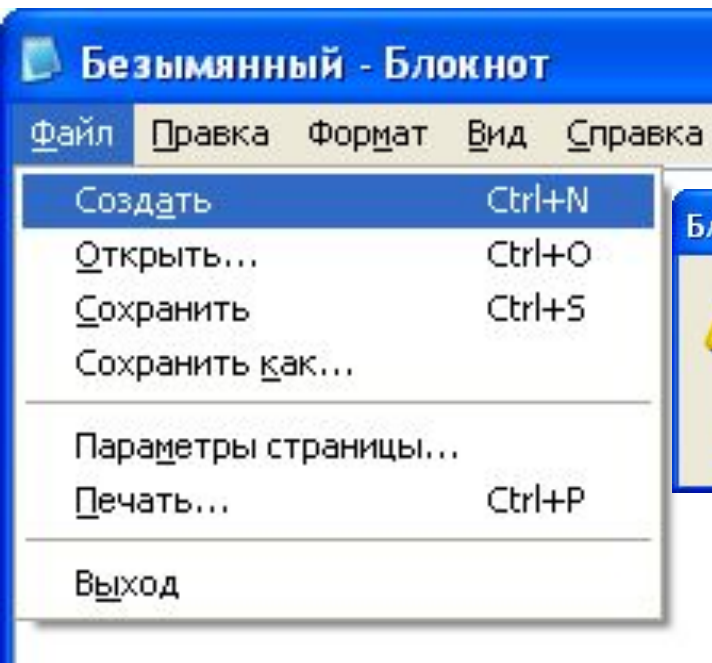 Безымянный - Блокнот
Файл Правка Формат Вид Справка
Создать Ctrl+N
Открыть... Ctrl+O
Сохранить Ctrl+S
Сохранить как...
Параметры страницы...
Печать... Ctrl+P
Выход